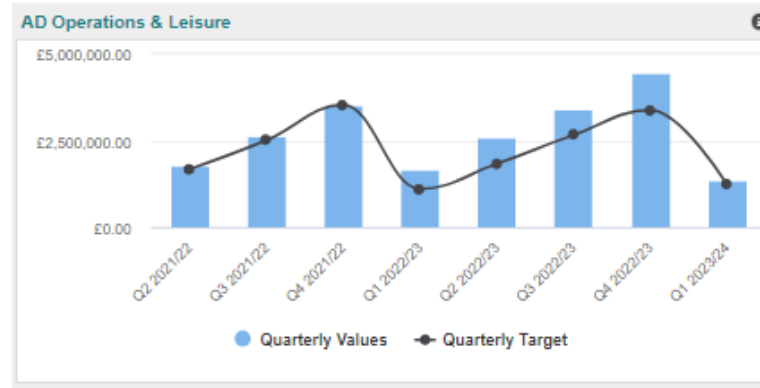 AD Operations & Leisure
£5,000,000.00
£2,500,000.00
£0.00
Q2 2021/22
Q3 2021/22
Q4 2021/22
Q1 2022/23
Q2 2022/23
Q3 2022/23
Q4 2022/23
Q1 2023/24
Quarterly Values
Quarterly Target